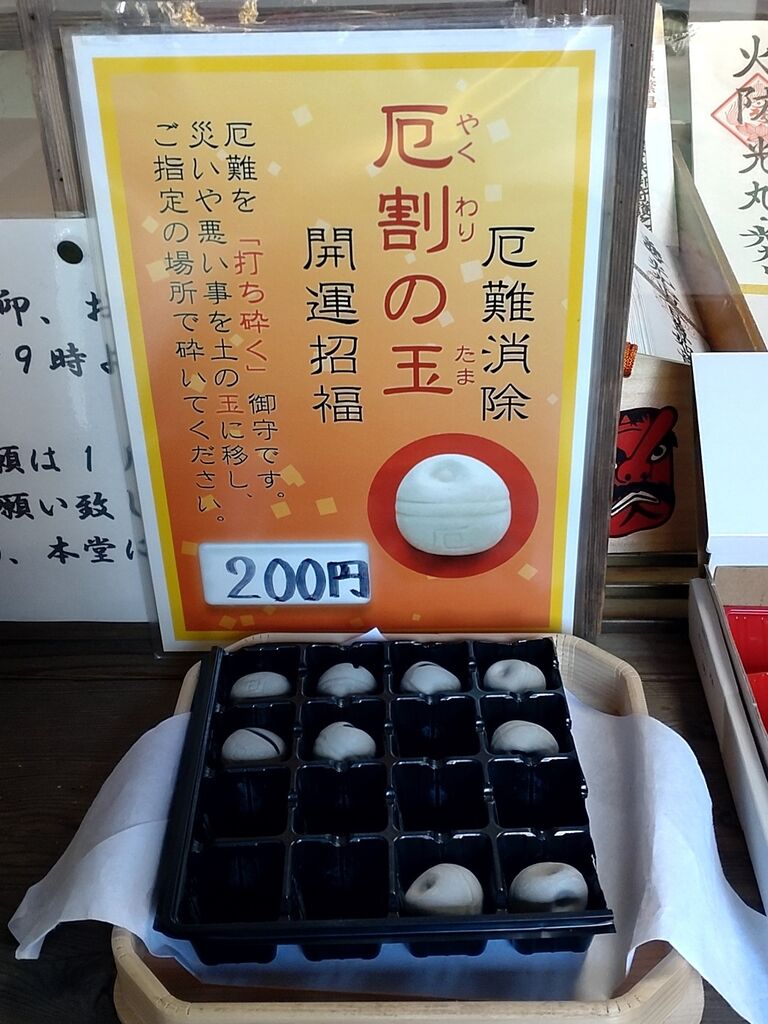 厄難消除
厄割の玉
やく わり たま
開運招福
厄難を「打ち砕く」御守です。
災いや悪い事を土の玉に移し、
ご指定の場所で砕いてください。
200円
9時
願は1
願い致
、本堂に